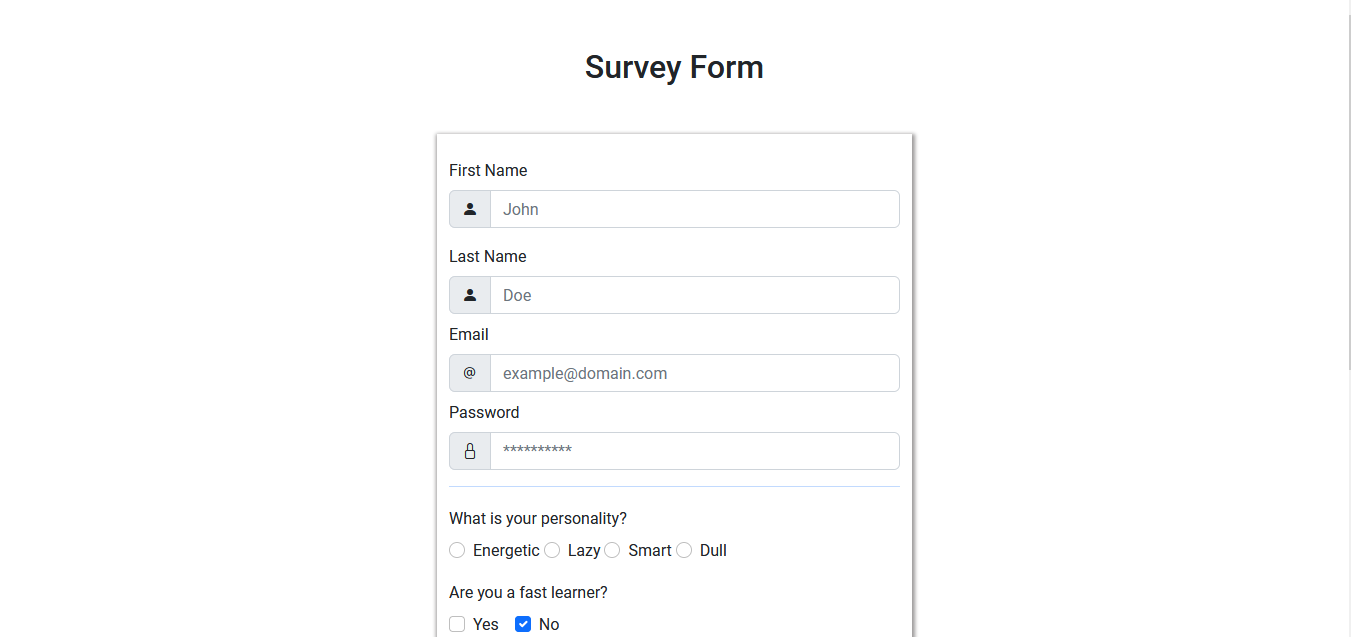 Survey Form
First Name
John
Last Name
Doe
Email
@ example@domain.com
Password
**********
What is your personality?
Energetic Lazy Smart Dull
Are you a fast learner?
Yes No